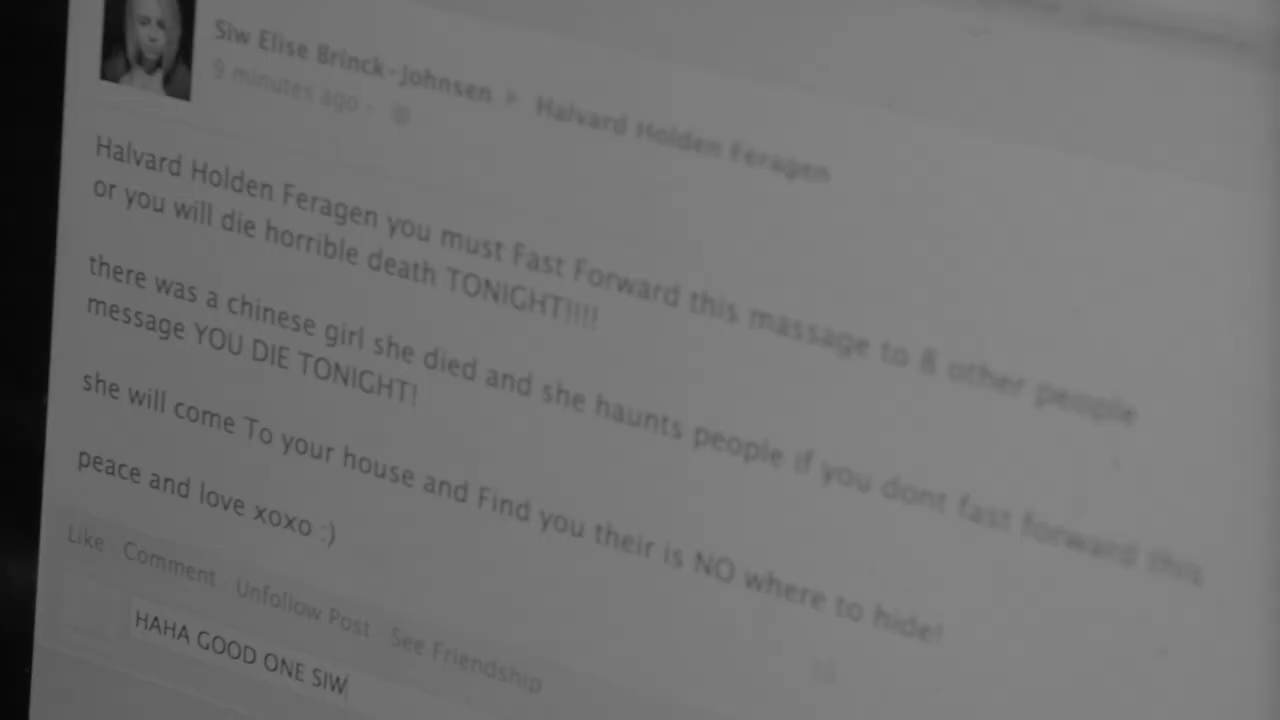 Siw Elise Brinck-Johnsen ▸ Halvard Holden Feragen
9 minutes ago ·
Halvard Holden Feragen you must Fast Forward this massage to 8 other people
or you will die horrible death TONIGHT!!!!
there was a chinese girl she died and she haunts people if you dont fast forward this
message YOU DIE TONIGHT!
she will come To your house and Find you their is NO where to hide!
peace and love xoxo :)
Like · Comment · Unfollow Post · See Friendship
HAHA GOOD ONE SIW